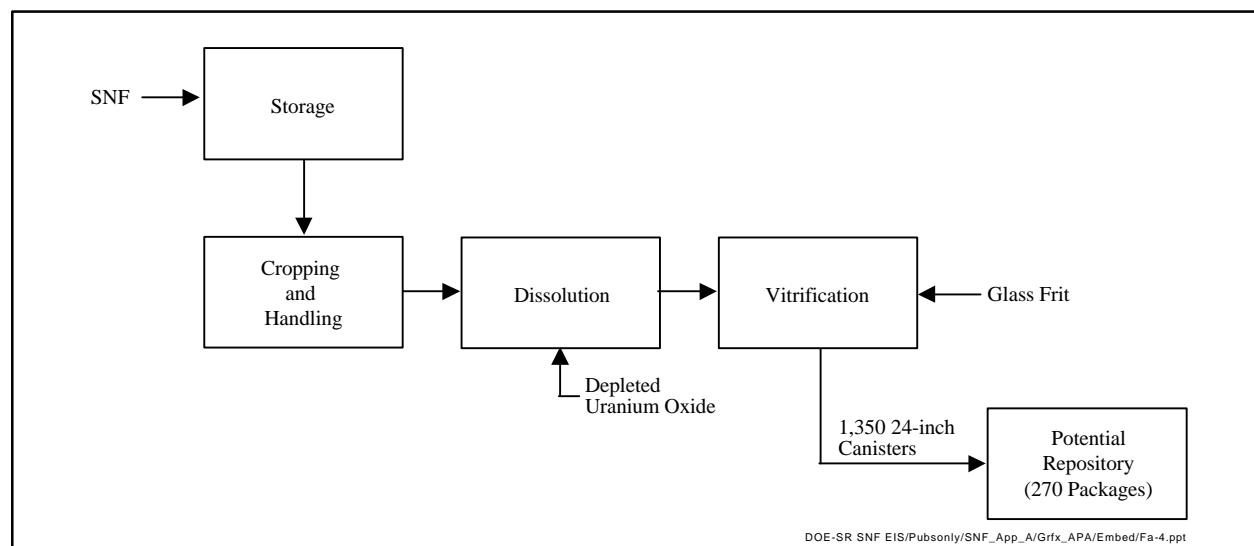 SNF
Storage
Cropping
and
Handling
Dissolution
Vitrification
Glass Frit
Depleted
Uranium Oxide
1,350 24-inch
Canisters
Potential
Repository
(270 Packages)
DOE-SR SNF EIS/Pubsonly/SNF_App_A/Grfx_APA/Embed/Fa-4.ppt